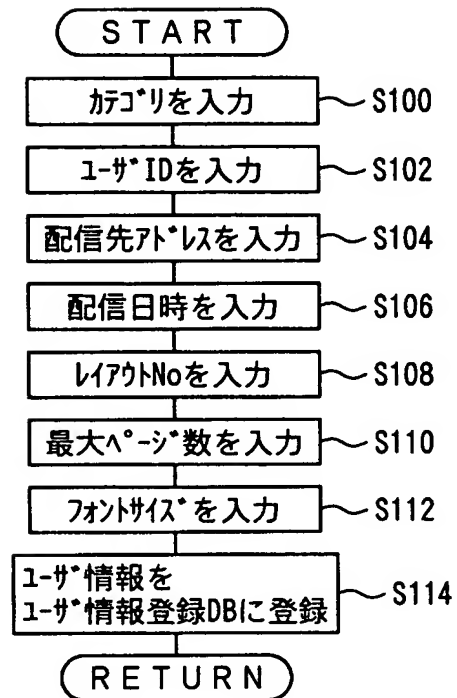 START
ｶﾃｺﾞﾘを入力 S100
ﾕｰｻﾞIDを入力 S102
配信先ｱﾄﾞﾚｽを入力 S104
配信日時を入力 S106
ﾚｲｱｳﾄNoを入力 S108
最大ﾍﾟｰｼﾞ数を入力 S110
ﾌｫﾝﾄｻｲｽﾞを入力 S112
ﾕｰｻﾞ情報を
ﾕｰｻﾞ情報登録DBに登録 S114
RETURN